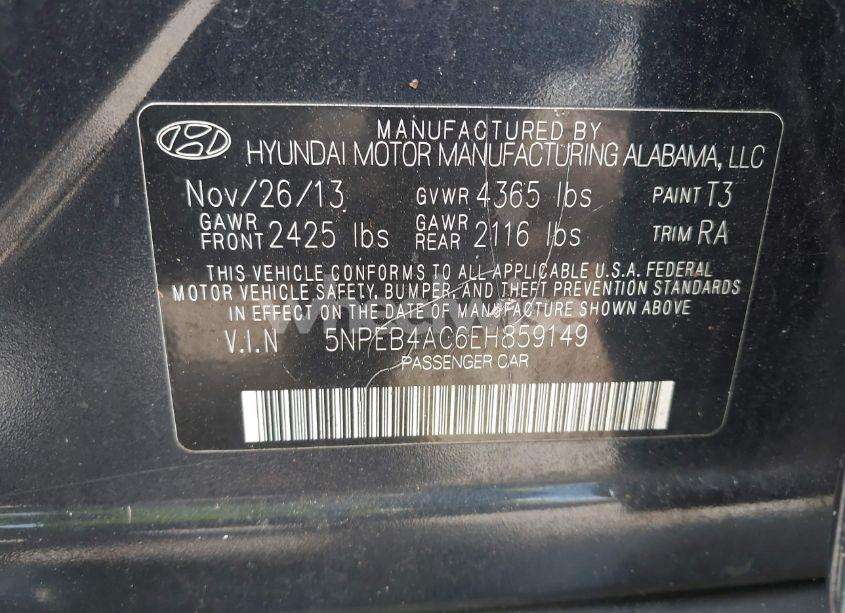 MANUFACTURED BY
HYUNDAI MOTOR MANUFACTURING ALABAMA, LLC
Nov/26/13 GVWR 4365 lbs PAINT T3
GAWR FRONT 2425 lbs GAWR REAR 2116 lbs TRIM RA
THIS VEHICLE CONFORMS TO ALL APPLICABLE U.S.A. FEDERAL
MOTOR VEHICLE SAFETY, BUMPER, AND THEFT PREVENTION STANDARDS
IN EFFECT ON THE DATE OF MANUFACTURE SHOWN ABOVE
V.I.N 5NPEB4AC6EH859149
PASSENGER CAR